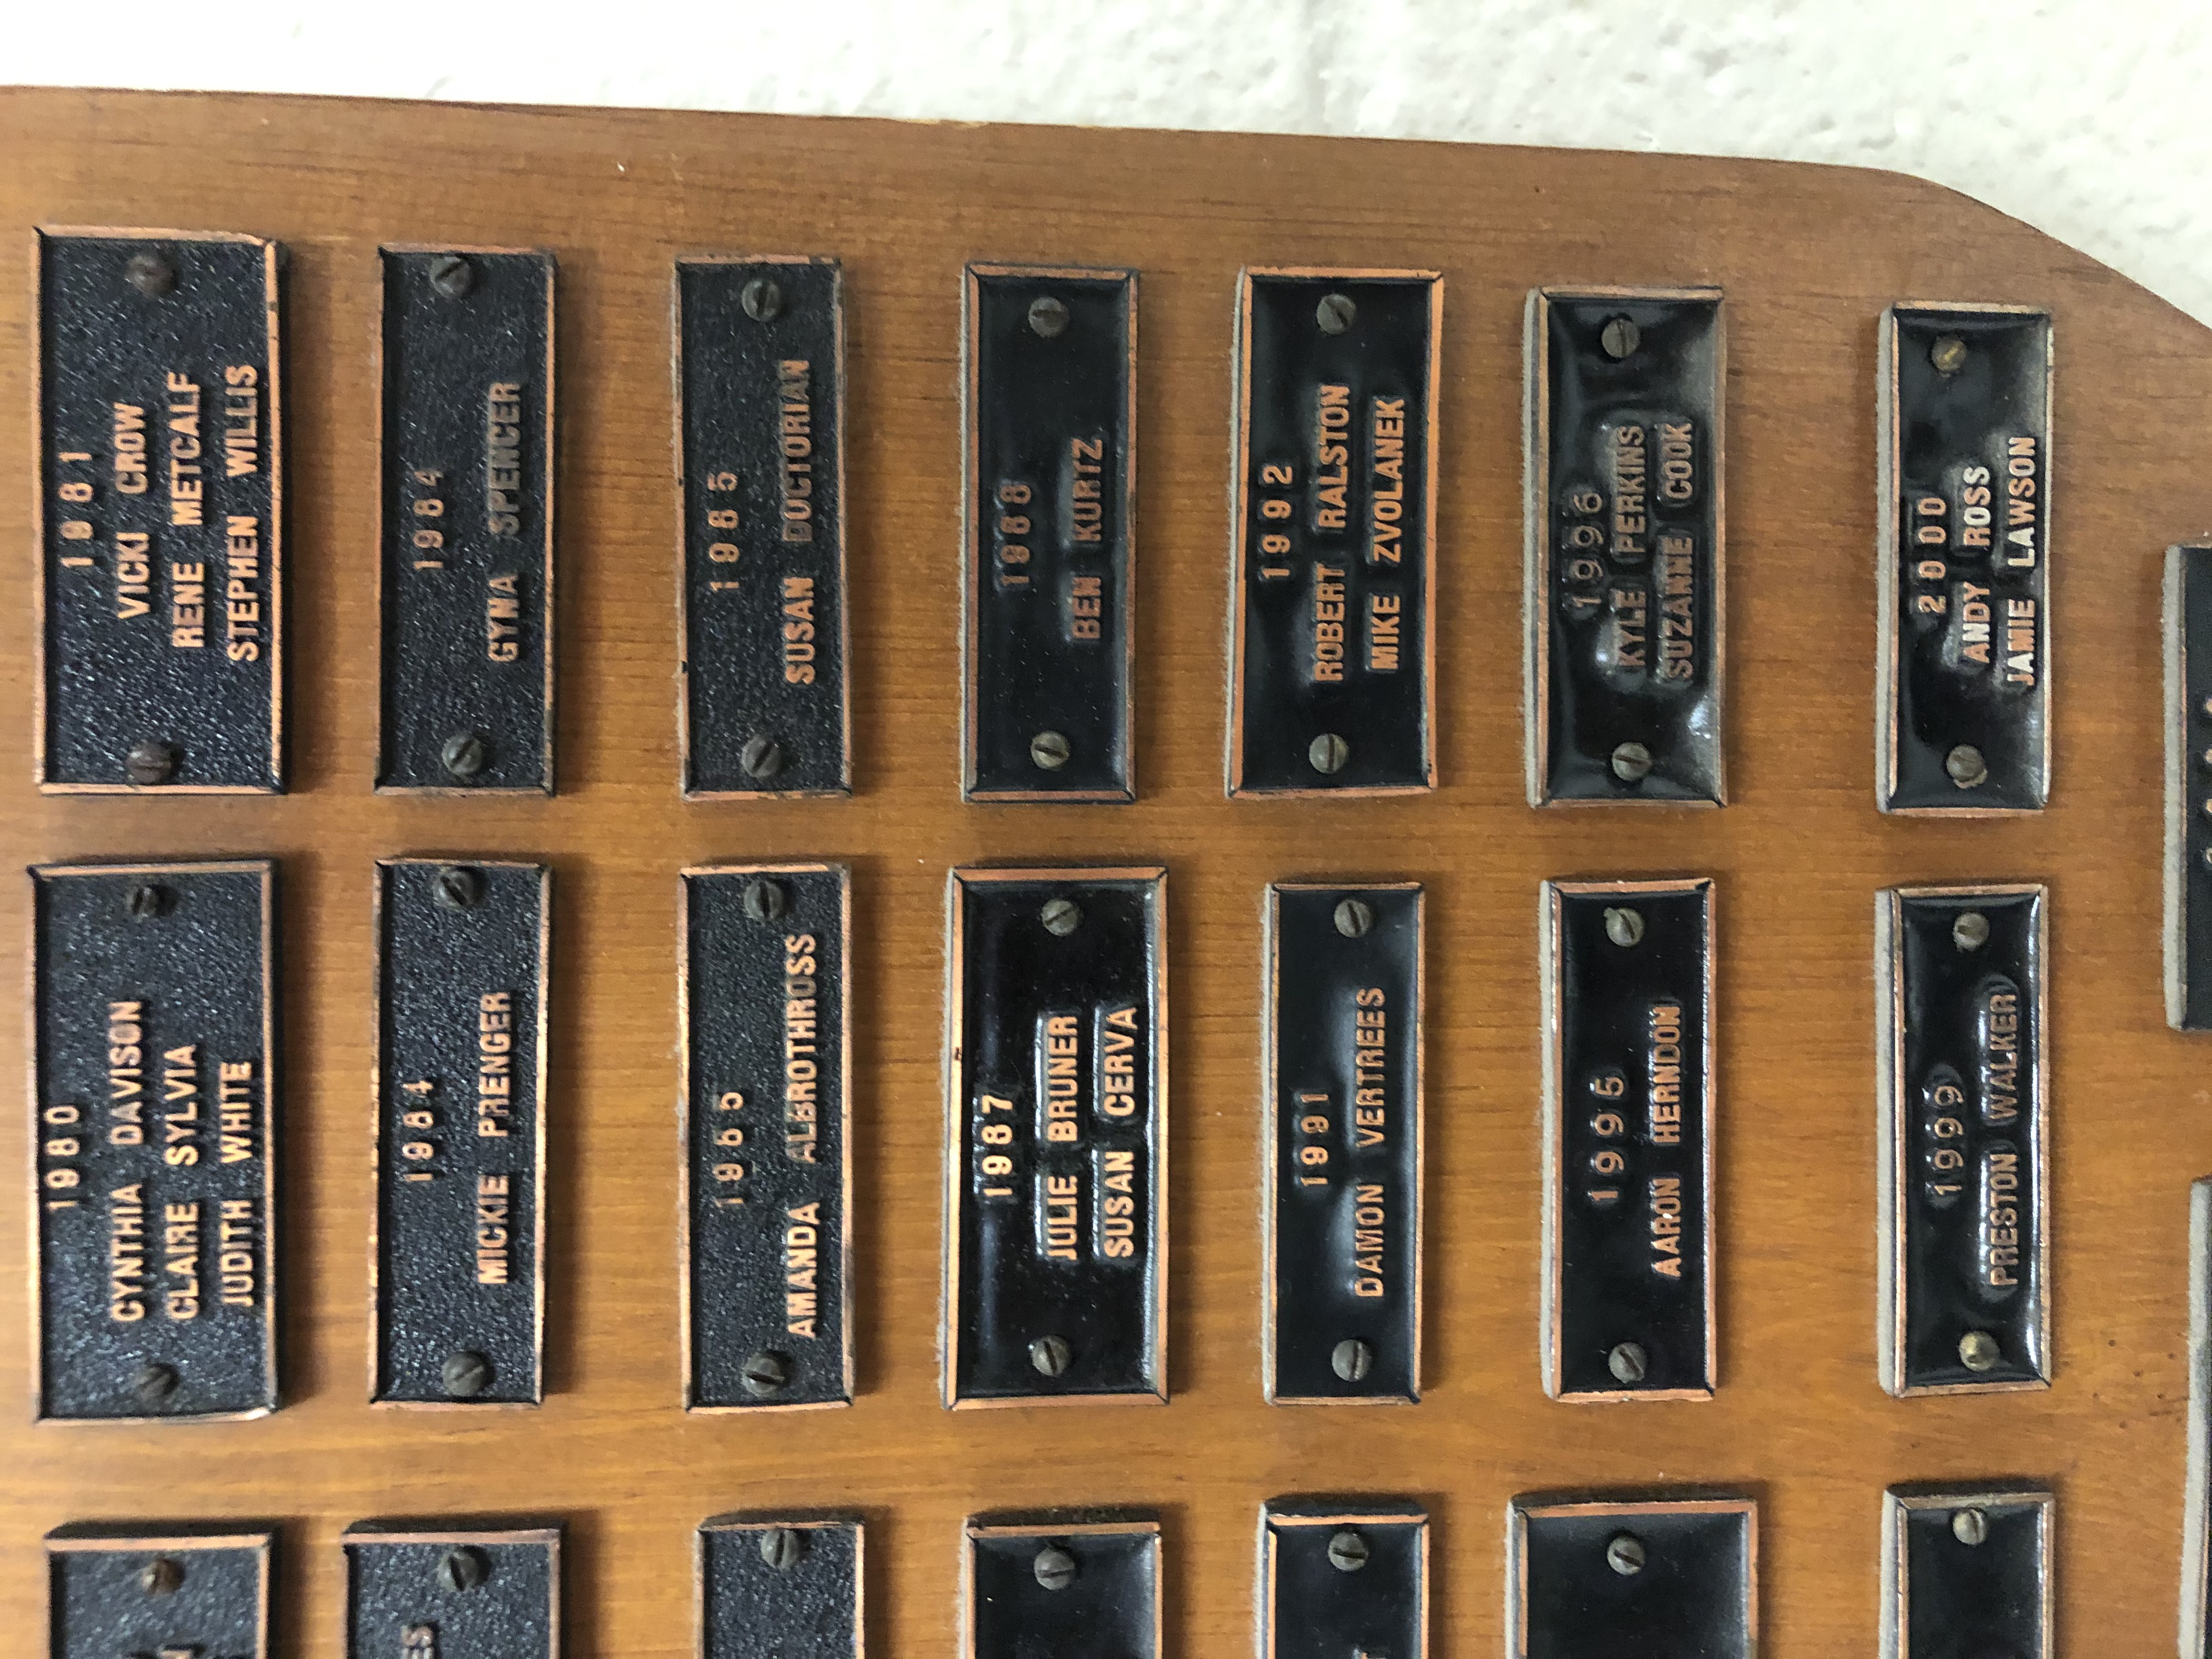 1980
CYNTHIA DAVISON
CLAIRE SYLVIA
JUDITH WHITE
1981
VICKI CROW
RENE METCALF
STEPHEN WILLIS
1984
MICKIE PRENGER
1984
GYNA SPENCER
ES
1985
AMANDA ALBROTHROSS
1985
SUSAN DOCTORIAN
1987
JULIE BRUNER
SUSAN CERVA
1988
BEN KURTZ
1991
DAMON VERTREES
1992
ROBERT RALSTON
MIKE ZVOLANEK
1995
AARON HERNDON
1996
KYLE PERKINS
SUZANNE COOK
1999
PRESTON WALKER
2000
ANDY ROSS
JAMIE LAWSON